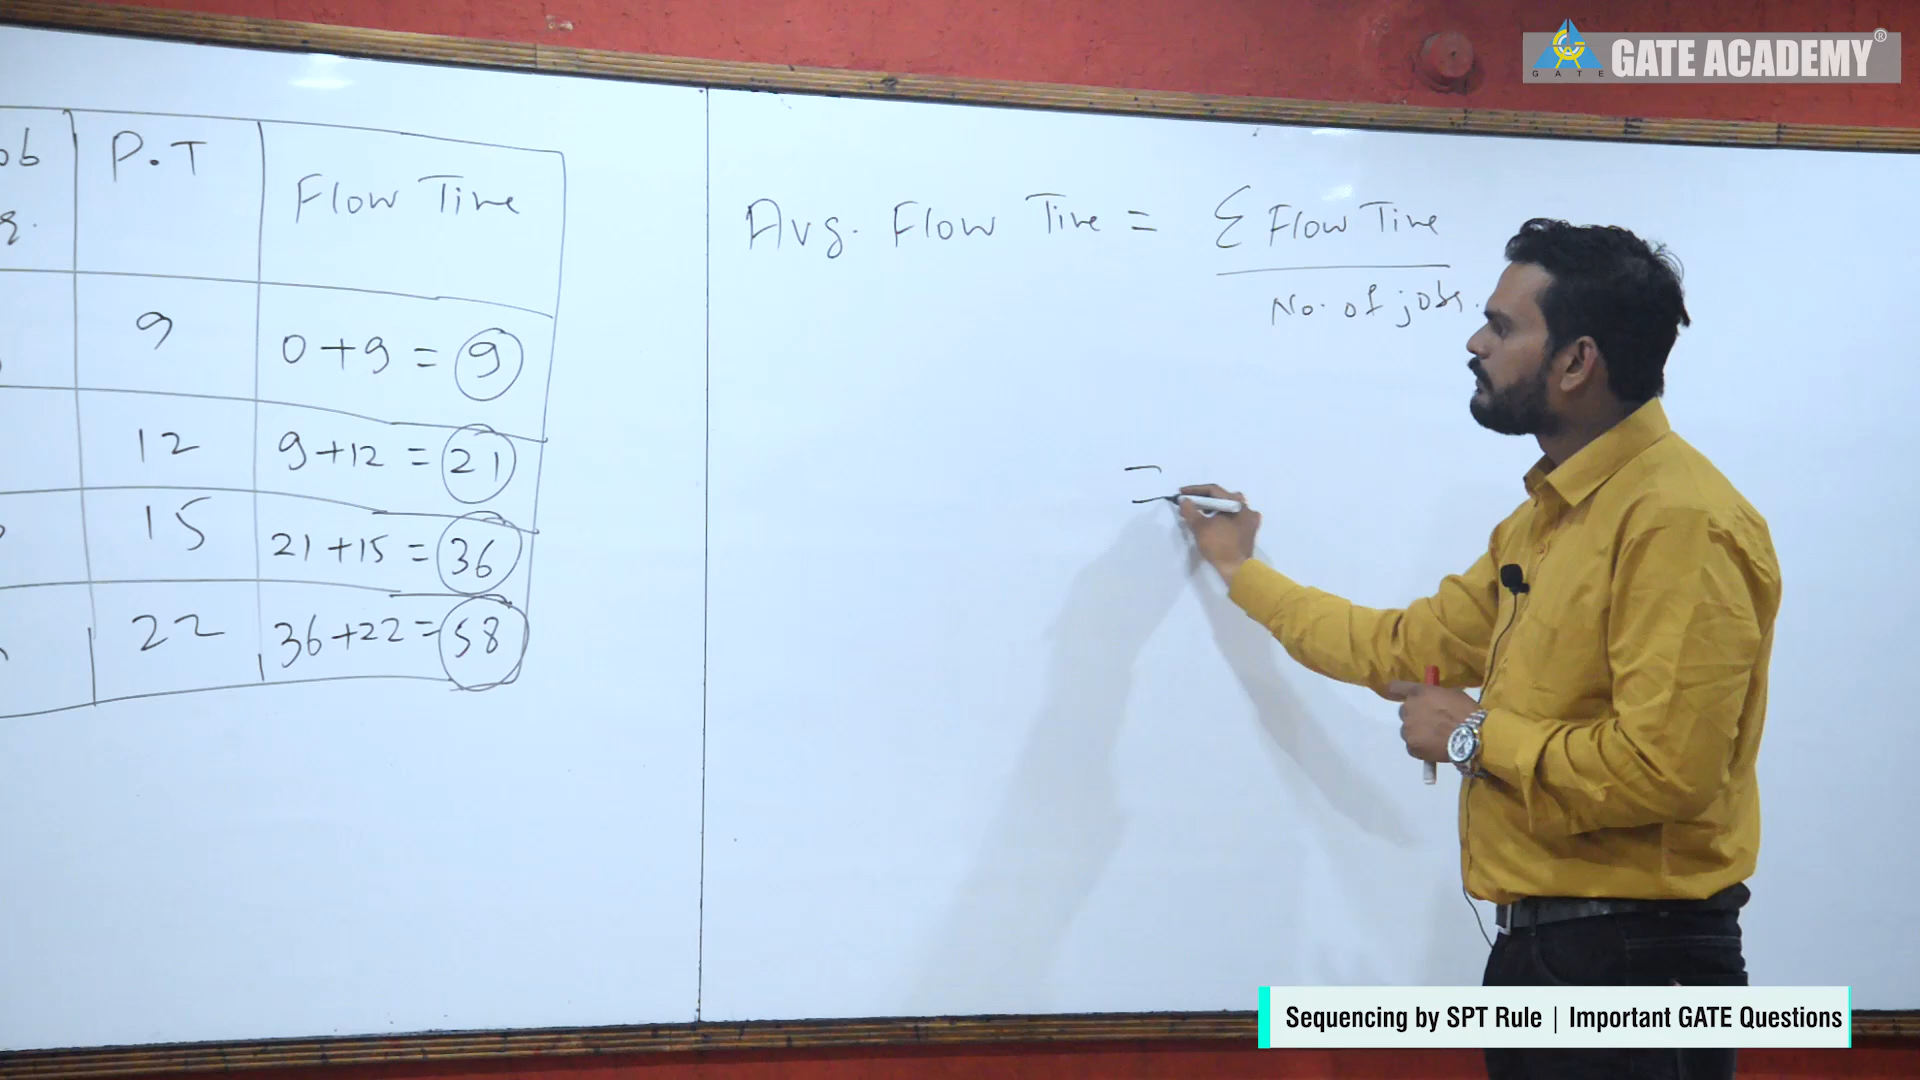 GATE ACADEMY®
GATE
P.T
Flow Time
9
0+9 = 9
12
9+12 = 21
15
21+15 = 36
22
36+22 = 58
Avg. Flow Time = Σ Flow Time
No. of jobs.
=
Sequencing by SPT Rule | Important GATE Questions